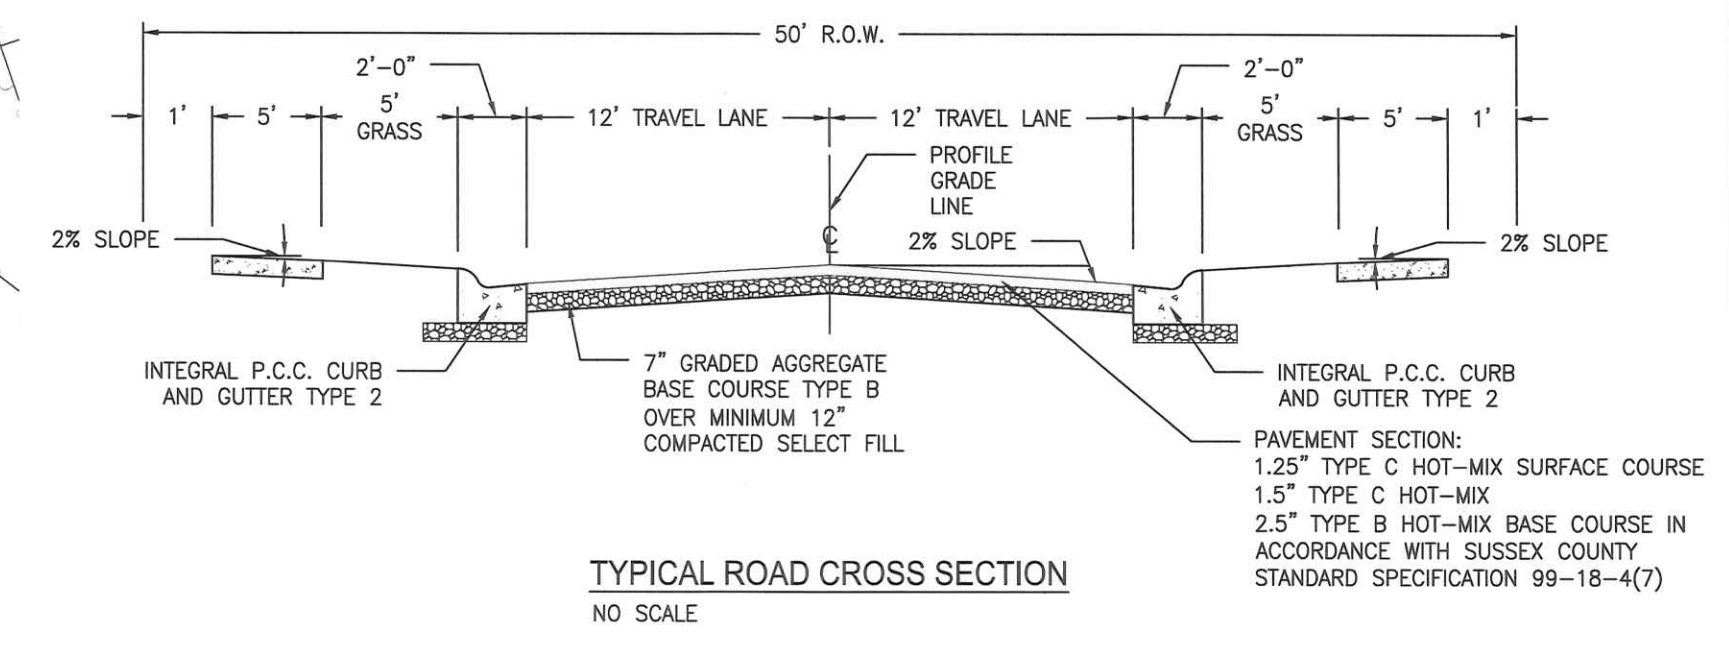 50' R.O.W.
2'-0"
2'-0"
1'
5'
5'
GRASS
12' TRAVEL LANE
12' TRAVEL LANE
5'
GRASS
5'
1'
PROFILE
GRADE
LINE
2% SLOPE
℄
2% SLOPE
2% SLOPE
INTEGRAL P.C.C. CURB
AND GUTTER TYPE 2
7" GRADED AGGREGATE
BASE COURSE TYPE B
OVER MINIMUM 12"
COMPACTED SELECT FILL
INTEGRAL P.C.C. CURB
AND GUTTER TYPE 2
PAVEMENT SECTION:
1.25" TYPE C HOT-MIX SURFACE COURSE
1.5" TYPE C HOT-MIX
2.5" TYPE B HOT-MIX BASE COURSE IN
ACCORDANCE WITH SUSSEX COUNTY
STANDARD SPECIFICATION 99-18-4(7)
TYPICAL ROAD CROSS SECTION
NO SCALE